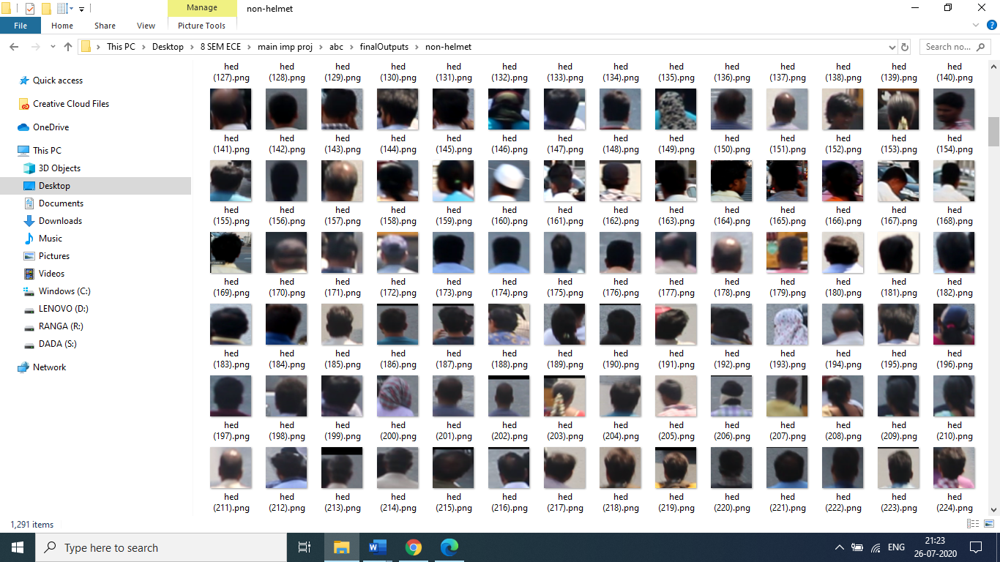 Manage
non-helmet
File
Home
Share
View
Picture Tools
This PC
Desktop
8 SEM ECE
main imp proj
abc
finalOutputs
non-helmet
Search no...
Quick access
Creative Cloud Files
OneDrive
This PC
3D Objects
Desktop
Documents
Downloads
Music
Pictures
Videos
Windows (C:)
LENOVO (D:)
RANGA (R:)
DADA (S:)
Network
hed hed hed hed hed hed hed hed hed hed hed hed hed hed
(127).png (128).png (129).png (130).png (131).png (132).png (133).png (134).png (135).png (136).png (137).png (138).png (139).png (140).png
hed hed hed hed hed hed hed hed hed hed hed hed hed hed
(141).png (142).png (143).png (144).png (145).png (146).png (147).png (148).png (149).png (150).png (151).png (152).png (153).png (154).png
hed hed hed hed hed hed hed hed hed hed hed hed hed hed
(155).png (156).png (157).png (158).png (159).png (160).png (161).png (162).png (163).png (164).png (165).png (166).png (167).png (168).png
hed hed hed hed hed hed hed hed hed hed hed hed hed hed
(169).png (170).png (171).png (172).png (173).png (174).png (175).png (176).png (177).png (178).png (179).png (180).png (181).png (182).png
hed hed hed hed hed hed hed hed hed hed hed hed hed hed
(183).png (184).png (185).png (186).png (187).png (188).png (189).png (190).png (191).png (192).png (193).png (194).png (195).png (196).png
hed hed hed hed hed hed hed hed hed hed hed hed hed hed
(197).png (198).png (199).png (200).png (201).png (202).png (203).png (204).png (205).png (206).png (207).png (208).png (209).png (210).png
hed hed hed hed hed hed hed hed hed hed hed hed hed hed
(211).png (212).png (213).png (214).png (215).png (216).png (217).png (218).png (219).png (220).png (221).png (222).png (223).png (224).png
1,291 items
Type here to search
ENG
21:23
26-07-2020